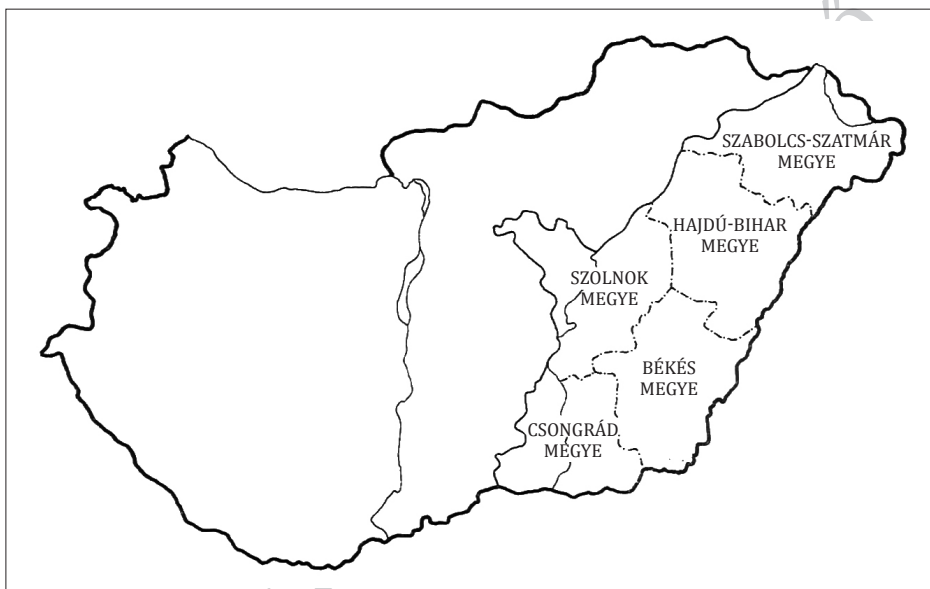 SZABOLCS-SZATMÁR
MEGYE
HAJDÚ-BIHAR
MEGYE
SZOLNOK
MEGYE
BÉKÉS
MEGYE
CSONGRÁD
MEGYE